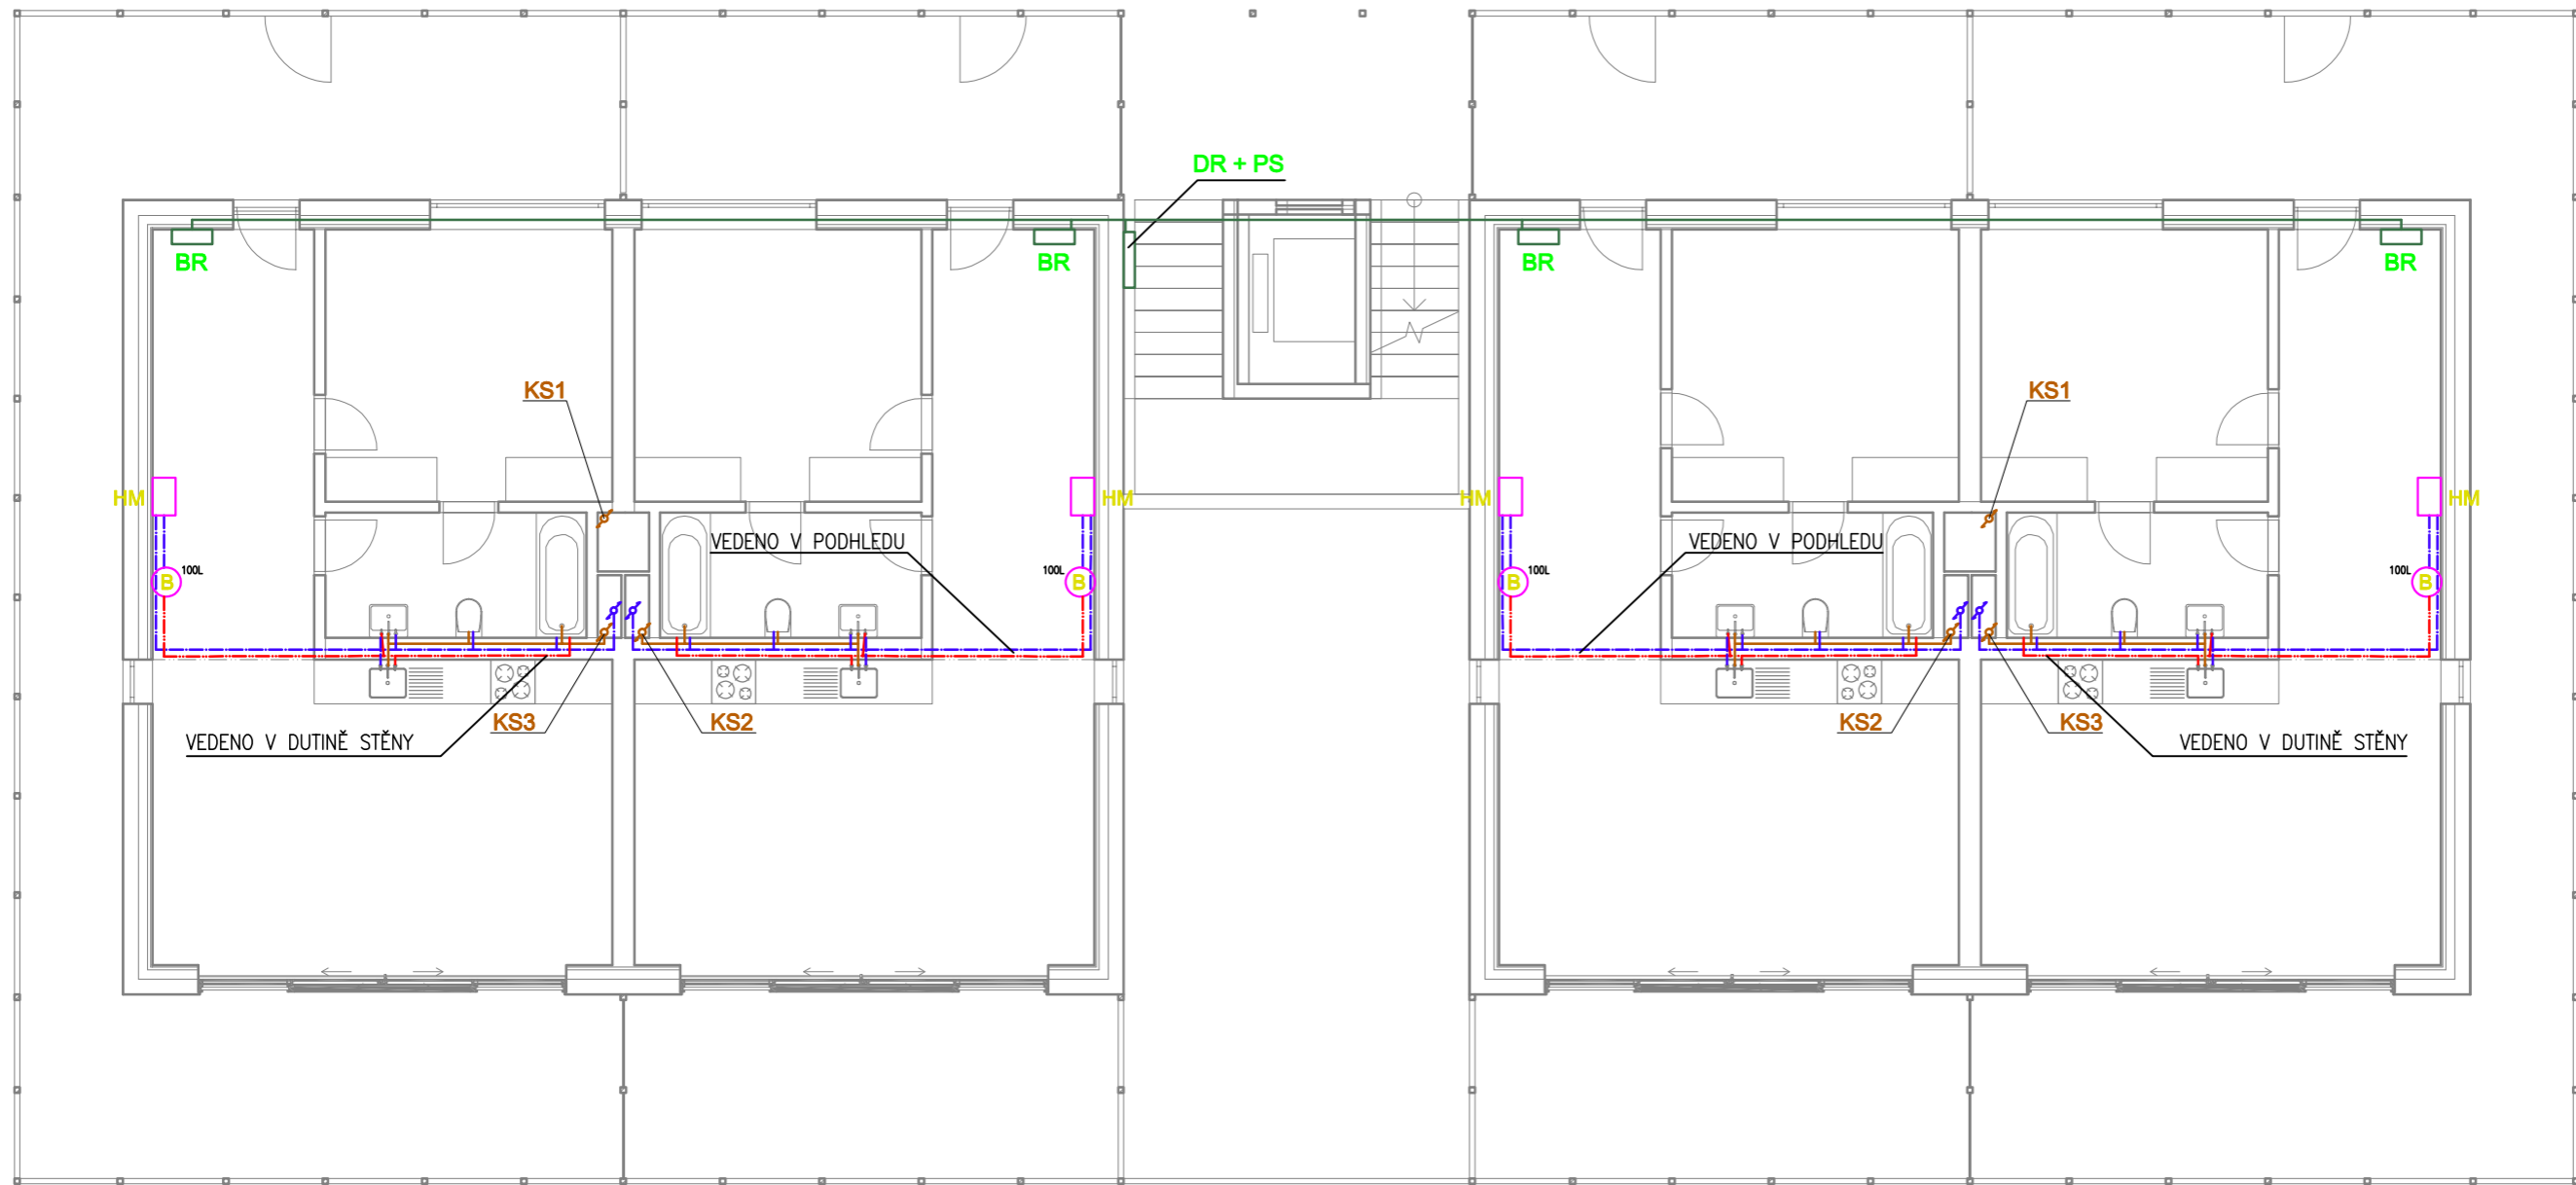 DR + PS
BR
BR
BR
BR
KS1
KS1
HM
HM
HM
HM
VEDENO V PODHLEDU
VEDENO V PODHLEDU
B
100L
100L
B
B
100L
100L
B
KS3
KS2
KS2
KS3
VEDENO V DUTINĚ STĚNY
VEDENO V DUTINĚ STĚNY